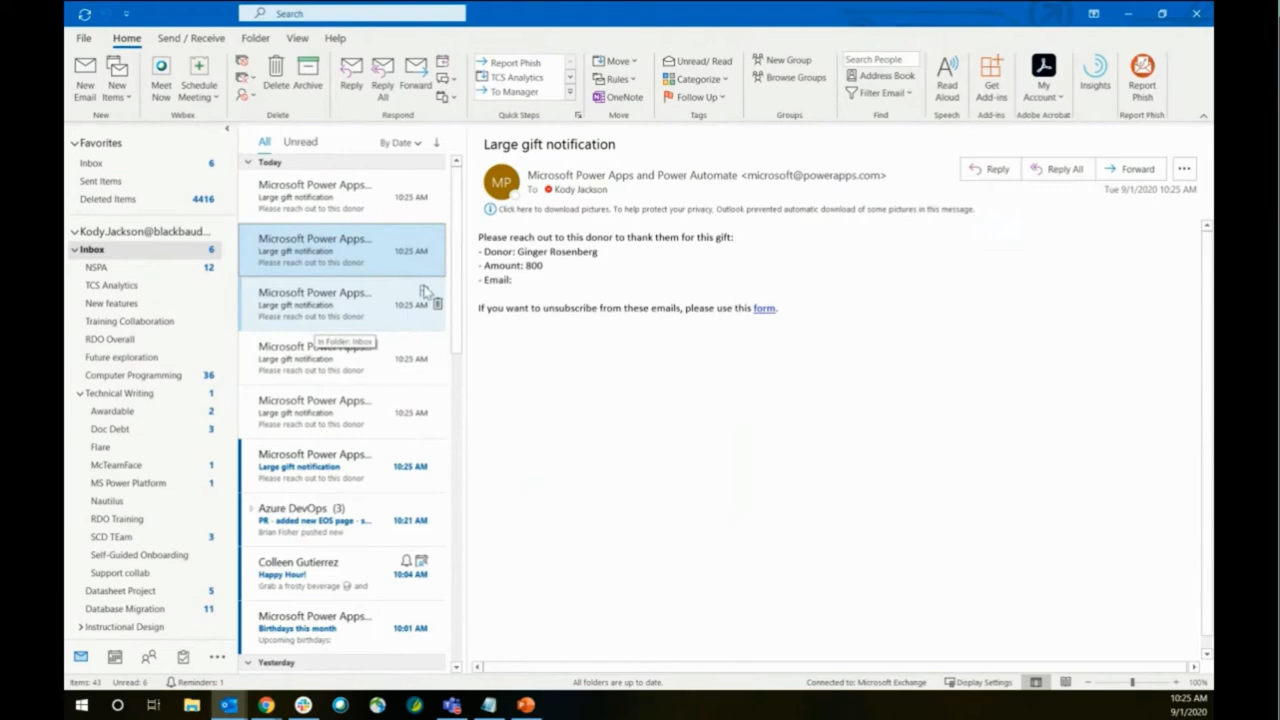 Search
File Home Send / Receive Folder View Help
New Email
New Items
New
Meet Now
Schedule Meeting
Webex
Delete
Archive
Delete
Reply
Reply All
Forward
Respond
Report Phish
TCS Analytics
To Manager
Quick Steps
Move
Rules
OneNote
Move
Unread/ Read
Categorize
Follow Up
Tags
New Group
Browse Groups
Groups
Search People
Address Book
Filter Email
Find
Read Aloud
Speech
Get Add-ins
Add-ins
My Account
Adobe Acrobat
Insights
Report Phish
Report Phish
Favorites
Inbox 6
Sent Items
Deleted Items 4416
Kody.Jackson@blackbaud...
Inbox 6
NSPA 12
TCS Analytics
New features
Training Collaboration
RDO Overall
Future exploration
Computer Programming 36
Technical Writing 1
Awardable 2
Doc Debt 3
Flare
McTeamFace 1
MS Power Platform 1
Nautilus
RDO Training
SCD TEam 3
Self-Guided Onboarding
Support collab
Datasheet Project 5
Database Migration 11
Instructional Design
All Unread By Date
Today
Microsoft Power Apps...
Large gift notification 10:25 AM
Please reach out to this donor
Microsoft Power Apps...
Large gift notification 10:25 AM
Please reach out to this donor
Microsoft Power Apps...
Large gift notification 10:25 AM
Please reach out to this donor
In Folder: Inbox
Microsoft
Large gift notification 10:25 AM
Please reach out to this donor
Microsoft Power Apps...
Large gift notification 10:25 AM
Please reach out to this donor
Microsoft Power Apps...
Large gift notification 10:25 AM
Please reach out to this donor
Azure DevOps (3)
PR - added new EOS page - s... 10:21 AM
Brian Fisher pushed new
Colleen Gutierrez
Happy Hour! 10:04 AM
Grab a frosty beverage and
Microsoft Power Apps...
Birthdays this month 10:01 AM
Upcoming birthdays:
Yesterday
Large gift notification
MP
Microsoft Power Apps and Power Automate <microsoft@powerapps.com>
To Kody Jackson
Reply Reply All Forward
Tue 9/1/2020 10:25 AM
Click here to download pictures. To help protect your privacy, Outlook prevented automatic download of some pictures in this message.
Please reach out to this donor to thank them for this gift:
- Donor: Ginger Rosenberg
- Amount: 800
- Email:
If you want to unsubscribe from these emails, please use this form.
Items: 43 Unread: 6 Reminders: 1 All folders are up to date. Connected to: Microsoft Exchange Display Settings 100%
10:25 AM
9/1/2020